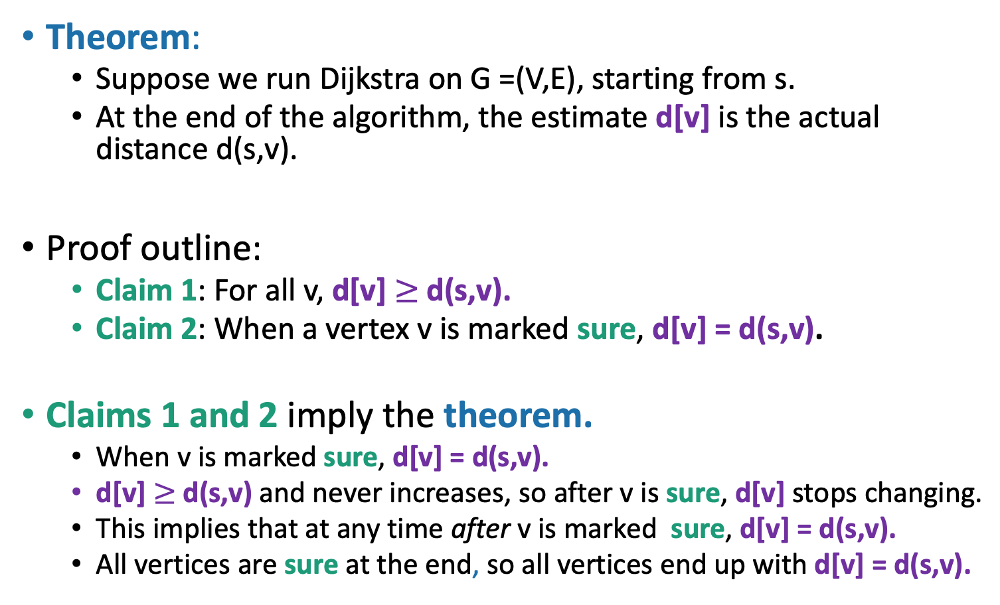 • Theorem:
• Suppose we run Dijkstra on G =(V,E), starting from s.
• At the end of the algorithm, the estimate d[v] is the actual
distance d(s,v).
• Proof outline:
• Claim 1: For all v, d[v] ≥ d(s,v).
• Claim 2: When a vertex v is marked sure, d[v] = d(s,v).
• Claims 1 and 2 imply the theorem.
• When v is marked sure, d[v] = d(s,v).
• d[v] ≥ d(s,v) and never increases, so after v is sure, d[v] stops changing.
• This implies that at any time after v is marked sure, d[v] = d(s,v).
• All vertices are sure at the end, so all vertices end up with d[v] = d(s,v).